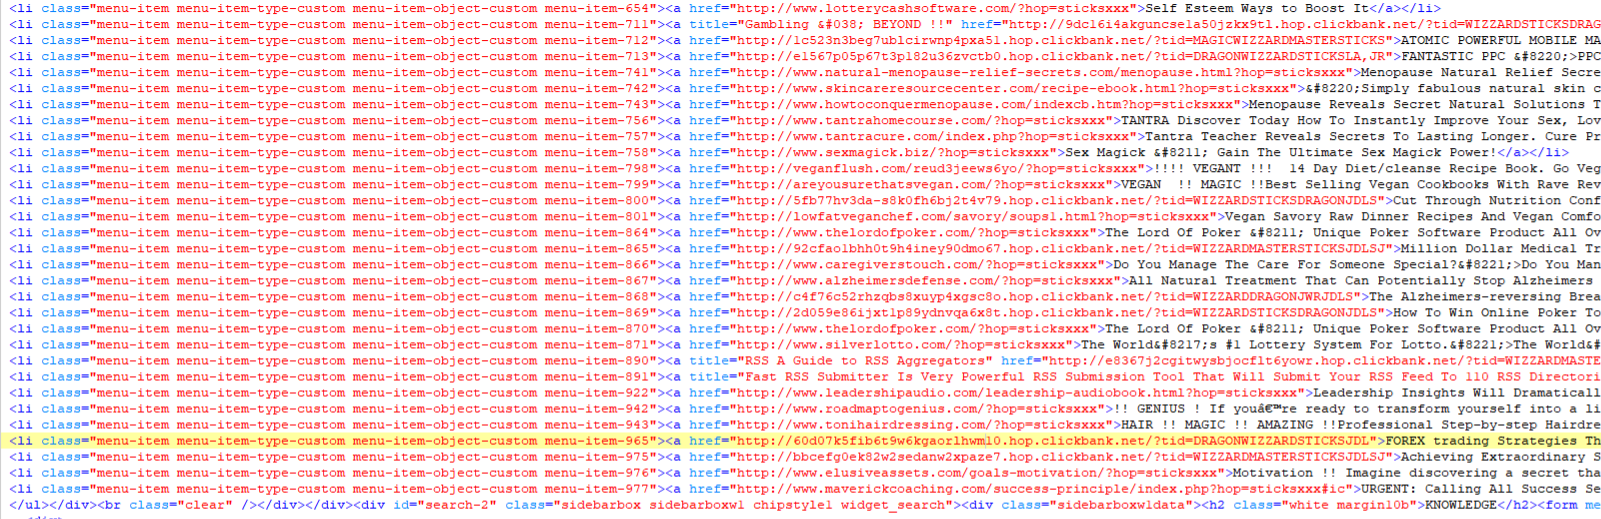 <li class="menu-item menu-item-type-custom menu-item-object-custom menu-item-654"><a href="http://www.lotterycashsoftware.com/?hop=sticksxxx">Self Esteem Ways to Boost It</a></li>
<li class="menu-item menu-item-type-custom menu-item-object-custom menu-item-711"><a title="Gambling &#038; BEYOND !!" href="http://9dc16i4akguncse1a50jzkx9tl.hop.clickbank.net/?tid=WIZZARDSTICKSDRAG
<li class="menu-item menu-item-type-custom menu-item-object-custom menu-item-712"><a href="http://1c523n3beg7ublcirwnp4pxa51.hop.clickbank.net/?tid=MAGICWIZZARDMASTERSTICKS">ATOMIC POWERFUL MOBILE MA
<li class="menu-item menu-item-type-custom menu-item-object-custom menu-item-713"><a href="http://e1567p05p67t3p182u36zvctb0.hop.clickbank.net/?tid=DRAGONWIZZARDSTICKSLA,JR">FANTASTIC PPC &#8220;>PPC
<li class="menu-item menu-item-type-custom menu-item-object-custom menu-item-741"><a href="http://www.natural-menopause-relief-secrets.com/menopause.html?hop=sticksxxx">Menopause Natural Relief Secre
<li class="menu-item menu-item-type-custom menu-item-object-custom menu-item-742"><a href="http://www.skincareresourcecenter.com/recipe-ebook.html?hop=sticksxxx">&#8220;Simply fabulous natural skin c
<li class="menu-item menu-item-type-custom menu-item-object-custom menu-item-743"><a href="http://www.howtoconquermenopause.com/indexcb.htm?hop=sticksxxx">Menopause Reveals Secret Natural Solutions T
<li class="menu-item menu-item-type-custom menu-item-object-custom menu-item-756"><a href="http://www.tantrahomecourse.com/?hop=sticksxxx">TANTRA Discover Today How To Instantly Improve Your Sex, Lov
<li class="menu-item menu-item-type-custom menu-item-object-custom menu-item-757"><a href="http://www.tantracure.com/index.php?hop=sticksxxx">Tantra Teacher Reveals Secrets To Lasting Longer. Cure Pr
<li class="menu-item menu-item-type-custom menu-item-object-custom menu-item-758"><a href="http://www.sexmagick.biz/?hop=sticksxxx">Sex Magick &#8211; Gain The Ultimate Sex Magick Power!</a></li>
<li class="menu-item menu-item-type-custom menu-item-object-custom menu-item-798"><a href="http://veganflush.com/reud3jeews6yo/?hop=sticksxxx">!!!! VEGANT !!!  14 Day Diet/cleanse Recipe Book. Go Veg
<li class="menu-item menu-item-type-custom menu-item-object-custom menu-item-799"><a href="http://areyousurethatsvegan.com/?hop=sticksxxx">VEGAN  !! MAGIC !!Best Selling Vegan Cookbooks With Rave Rev
<li class="menu-item menu-item-type-custom menu-item-object-custom menu-item-800"><a href="http://5fb77hv3da-s8k0fh6bj2t4v79.hop.clickbank.net/?tid=WIZZARDSTICKSDRAGONJDLS">Cut Through Nutrition Conf
<li class="menu-item menu-item-type-custom menu-item-object-custom menu-item-801"><a href="http://lowfatveganchef.com/savory/soups1.html?hop=sticksxxx">Vegan Savory Raw Dinner Recipes And Vegan Comfo
<li class="menu-item menu-item-type-custom menu-item-object-custom menu-item-864"><a href="http://www.thelordofpoker.com/?hop=sticksxxx">The Lord Of Poker &#8211; Unique Poker Software Product All Ov
<li class="menu-item menu-item-type-custom menu-item-object-custom menu-item-865"><a href="http://92cfao1bhh0t9h4iney90dmo67.hop.clickbank.net/?tid=WIZZARDMASTERSTICKSJDLSJ">Million Dollar Medical Tr
<li class="menu-item menu-item-type-custom menu-item-object-custom menu-item-866"><a href="http://www.caregiverstouch.com/?hop=sticksxxx">Do You Manage The Care For Someone Special?&#8221;>Do You Man
<li class="menu-item menu-item-type-custom menu-item-object-custom menu-item-867"><a href="http://www.alzheimersdefense.com/?hop=sticksxxx">All Natural Treatment That Can Potentially Stop Alzheimers
<li class="menu-item menu-item-type-custom menu-item-object-custom menu-item-868"><a href="http://c4f76c52rhzqbs8xuyp4xgsc8o.hop.clickbank.net/?tid=WIZZARDDRAGONJWRJDLS">The Alzheimers-reversing Brea
<li class="menu-item menu-item-type-custom menu-item-object-custom menu-item-869"><a href="http://2d059e86ijxt1p89ydnvqa6x8t.hop.clickbank.net/?tid=WIZZARDSTICKSDRAGONJDLS">How To Win Online Poker To
<li class="menu-item menu-item-type-custom menu-item-object-custom menu-item-870"><a href="http://www.thelordofpoker.com/?hop=sticksxxx">The Lord Of Poker &#8211; Unique Poker Software Product All Ov
<li class="menu-item menu-item-type-custom menu-item-object-custom menu-item-871"><a href="http://www.silverlotto.com/?hop=sticksxxx">The World&#8217;s #1 Lottery System For Lotto.&#8221;>The World&#
<li class="menu-item menu-item-type-custom menu-item-object-custom menu-item-890"><a title="RSS A Guide to RSS Aggregators" href="http://e8367j2cgitwysbjocflt6yowr.hop.clickbank.net/?tid=WIZZARDMASTE
<li class="menu-item menu-item-type-custom menu-item-object-custom menu-item-891"><a title="Fast RSS Submitter Is Very Powerful RSS Submission Tool That Will Submit Your RSS Feed To 110 RSS Directori
<li class="menu-item menu-item-type-custom menu-item-object-custom menu-item-922"><a href="http://www.leadershipaudio.com/leadership-audiobook.html?hop=sticksxxx">Leadership Insights Will Dramaticall
<li class="menu-item menu-item-type-custom menu-item-object-custom menu-item-942"><a href="http://www.roadmaptogenius.com/?hop=sticksxxx">!! GENIUS ! If youâ€™re ready to transform yourself into a li
<li class="menu-item menu-item-type-custom menu-item-object-custom menu-item-943"><a href="http://www.tonihairdressing.com/?hop=sticksxxx">HAIR !! MAGIC !! AMAZING !!Professional Step-by-step Hairdre
<li class="menu-item menu-item-type-custom menu-item-object-custom menu-item-965"><a href="http://60d07k5fib6t9w6kgaorlhwml0.hop.clickbank.net/?tid=DRAGONWIZZARDSTICKSJDL">FOREX trading Strategies Th
<li class="menu-item menu-item-type-custom menu-item-object-custom menu-item-975"><a href="http://bbcefg0ek82w2sedanw2xpaze7.hop.clickbank.net/?tid=WIZZARDMASTERSTICKS">Achieving Extraordinary S
<li class="menu-item menu-item-type-custom menu-item-object-custom menu-item-976"><a href="http://www.elusiveassets.com/goals-motivation/?hop=sticksxxx">Motivation !! Imagine discovering a secret tha
<li class="menu-item menu-item-type-custom menu-item-object-custom menu-item-977"><a href="http://www.maverickcoaching.com/success-principle/index.php?hop=sticksxxx#ic">URGENT: Calling All Success Se
</ul></div><br class="clear" /></div></div><div id="search-2" class="sidebarbox sidebarboxw1 chipstyle1 widget_search"><div class="sidebarboxw1data"><h2 class="white margin10b">KNOWLEDGE</h2><form me